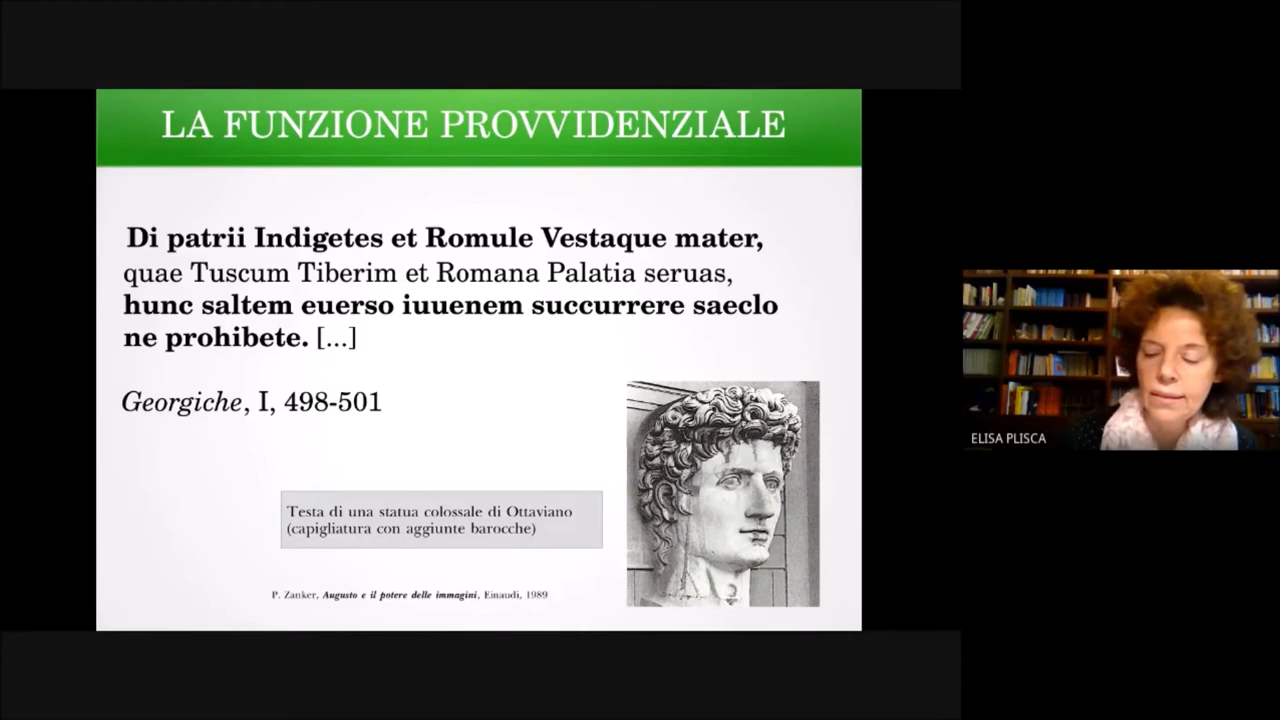 LA FUNZIONE PROVVIDENZIALE
Di patrii Indigetes et Romule Vestaque mater,
quae Tuscum Tiberim et Romana Palatia seruas,
hunc saltem euerso iuuenem succurrere saeclo
ne prohibete. [...]
Georgiche, I, 498-501
Testa di una statua colossale di Ottaviano
(capigliatura con aggiunte barocche)
P. Zanker, Augusto e il potere delle immagini, Einaudi, 1989
ELISA PLISCA